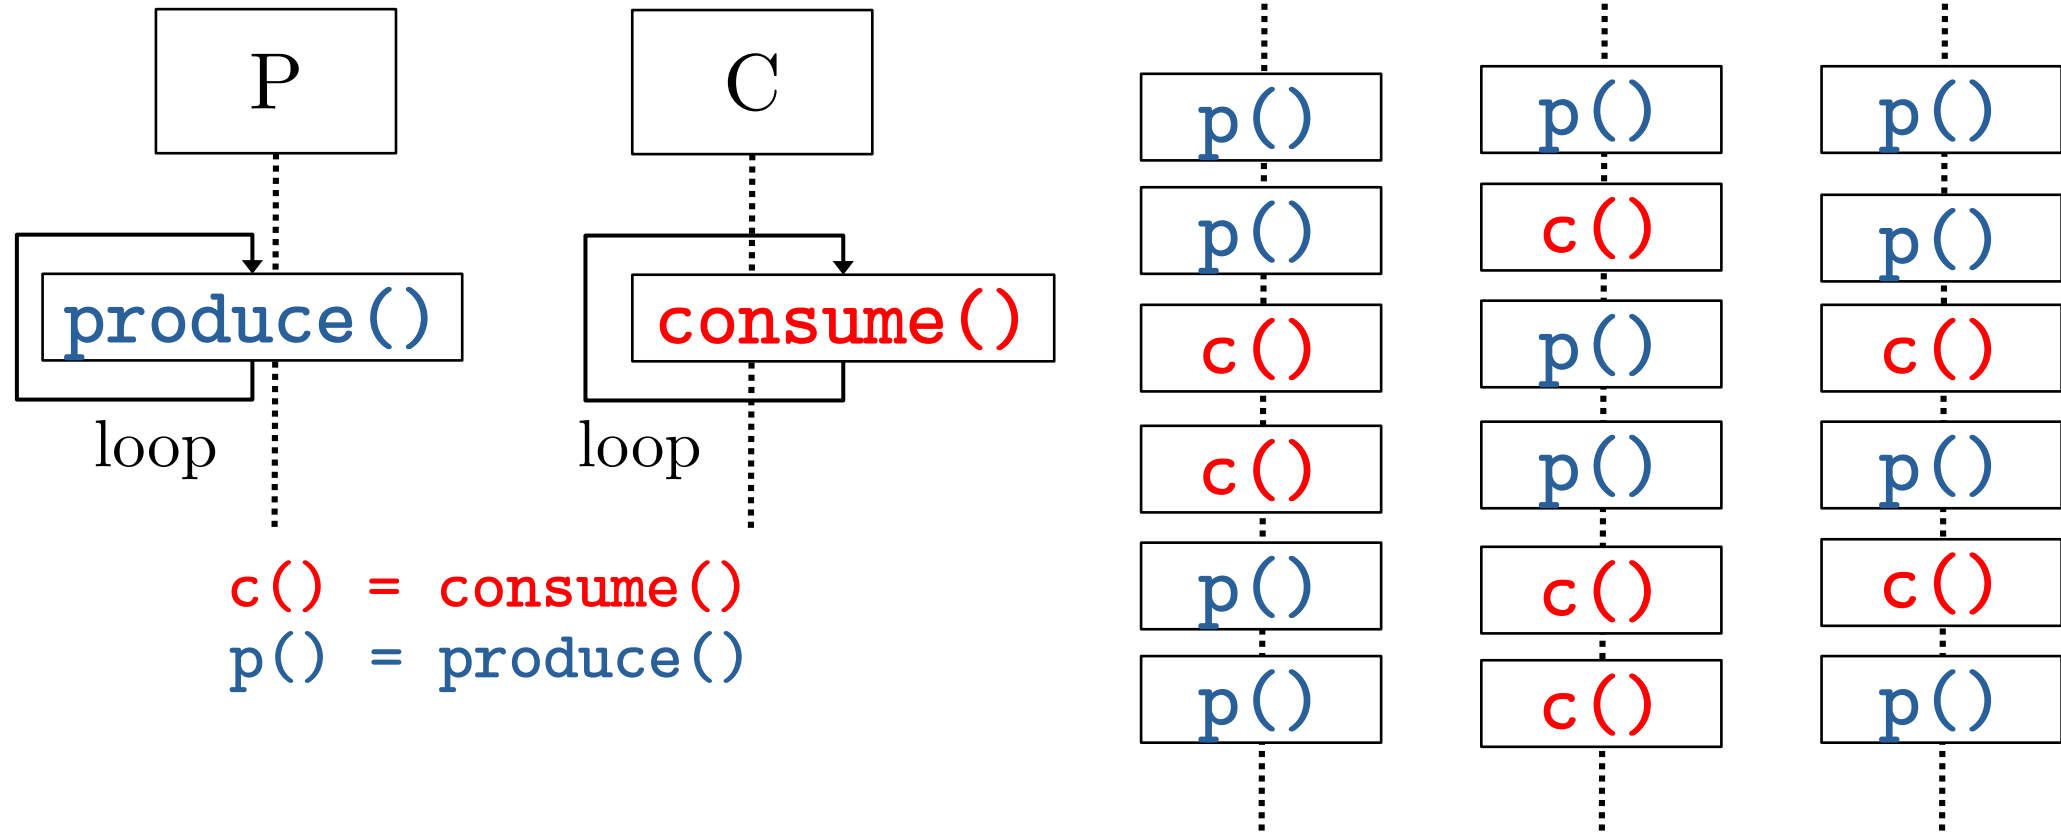 P
C
produce()
consume()
loop
loop
c() = consume()
p() = produce()
p()
p()
c()
c()
p()
p()
p()
c()
p()
p()
c()
c()
p()
p()
c()
p()
c()
p()